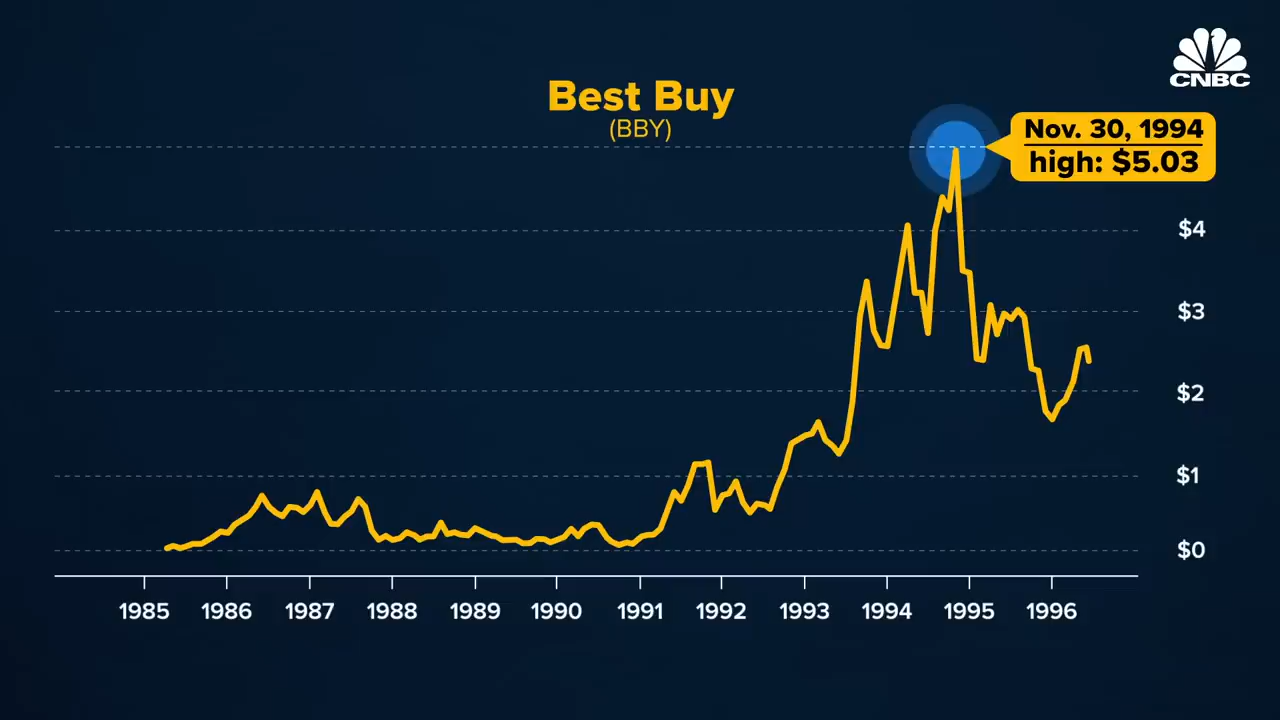 CNBC
Best Buy
(BBY)
Nov. 30, 1994
high: $5.03
$4
$3
$2
$1
$0
1985 1986 1987 1988 1989 1990 1991 1992 1993 1994 1995 1996